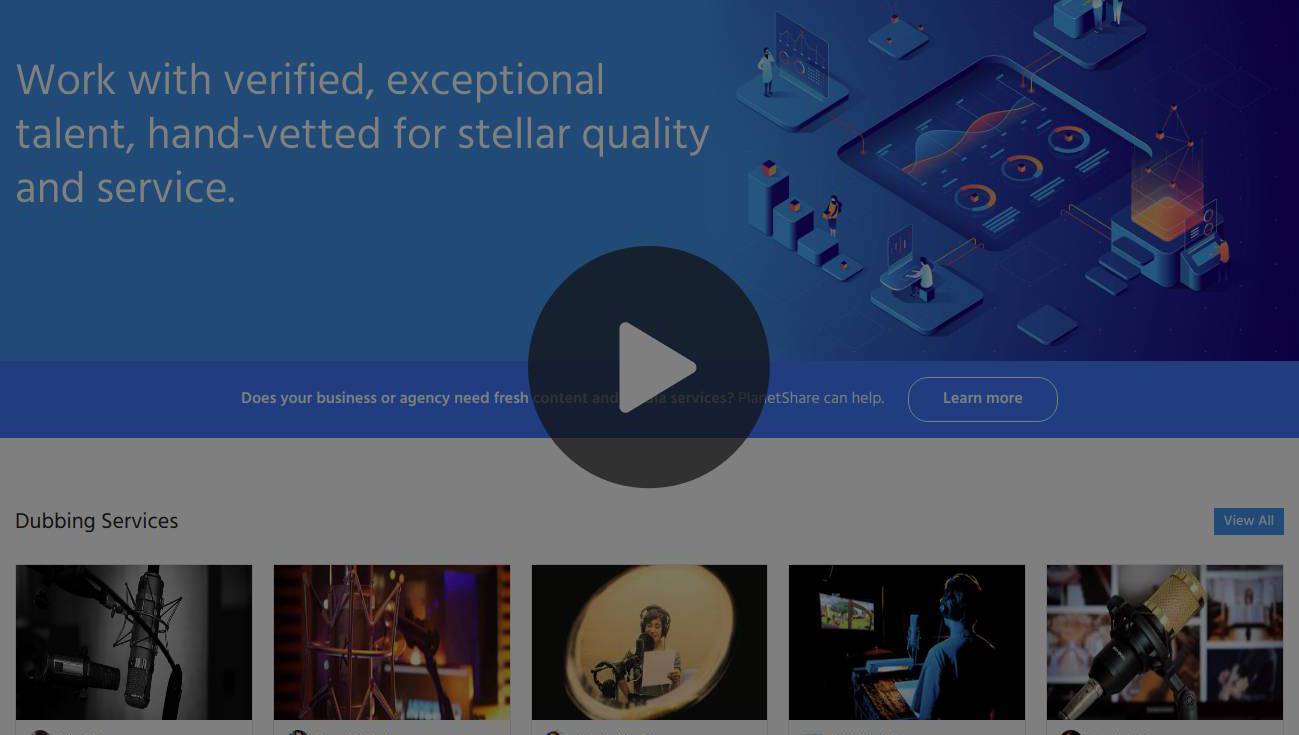 Work with verified, exceptional
talent, hand-vetted for stellar quality
and service.
Does your business or agency need fresh content and media services? PlanetShare can help.
Learn more
Dubbing Services
View All